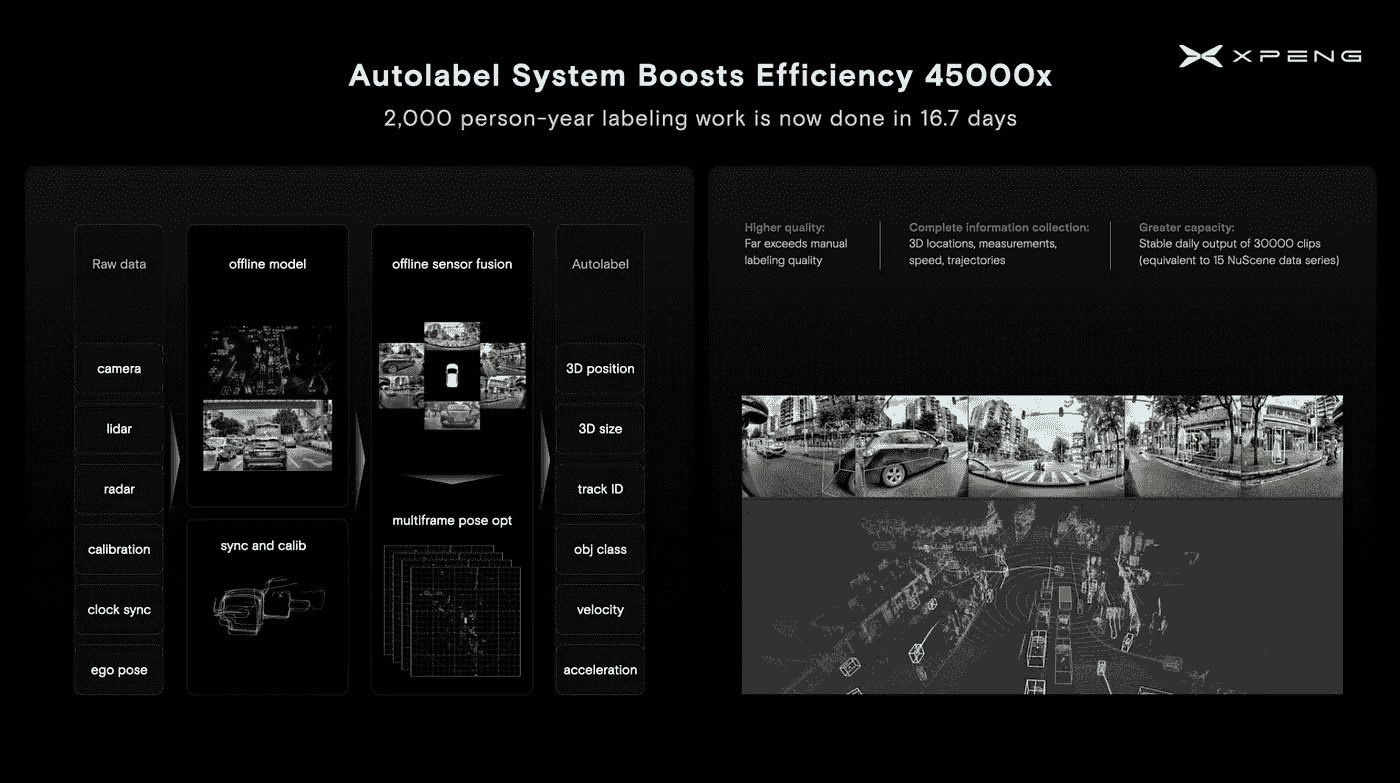 XPENG
Autolabel System Boosts Efficiency 45000x
2,000 person-year labeling work is now done in 16.7 days
Raw data
camera
lidar
radar
calibration
clock sync
ego pose
offline model
sync and calib
offline sensor fusion
multiframe pose opt
Autolabel
3D position
3D size
track ID
obj class
velocity
acceleration
Higher quality:
Far exceeds manual
labeling quality
Complete information collection:
3D locations, measurements,
speed, trajectories
Greater capacity:
Stable daily output of 30000 clips
(equivalent to 15 NuScene data series)